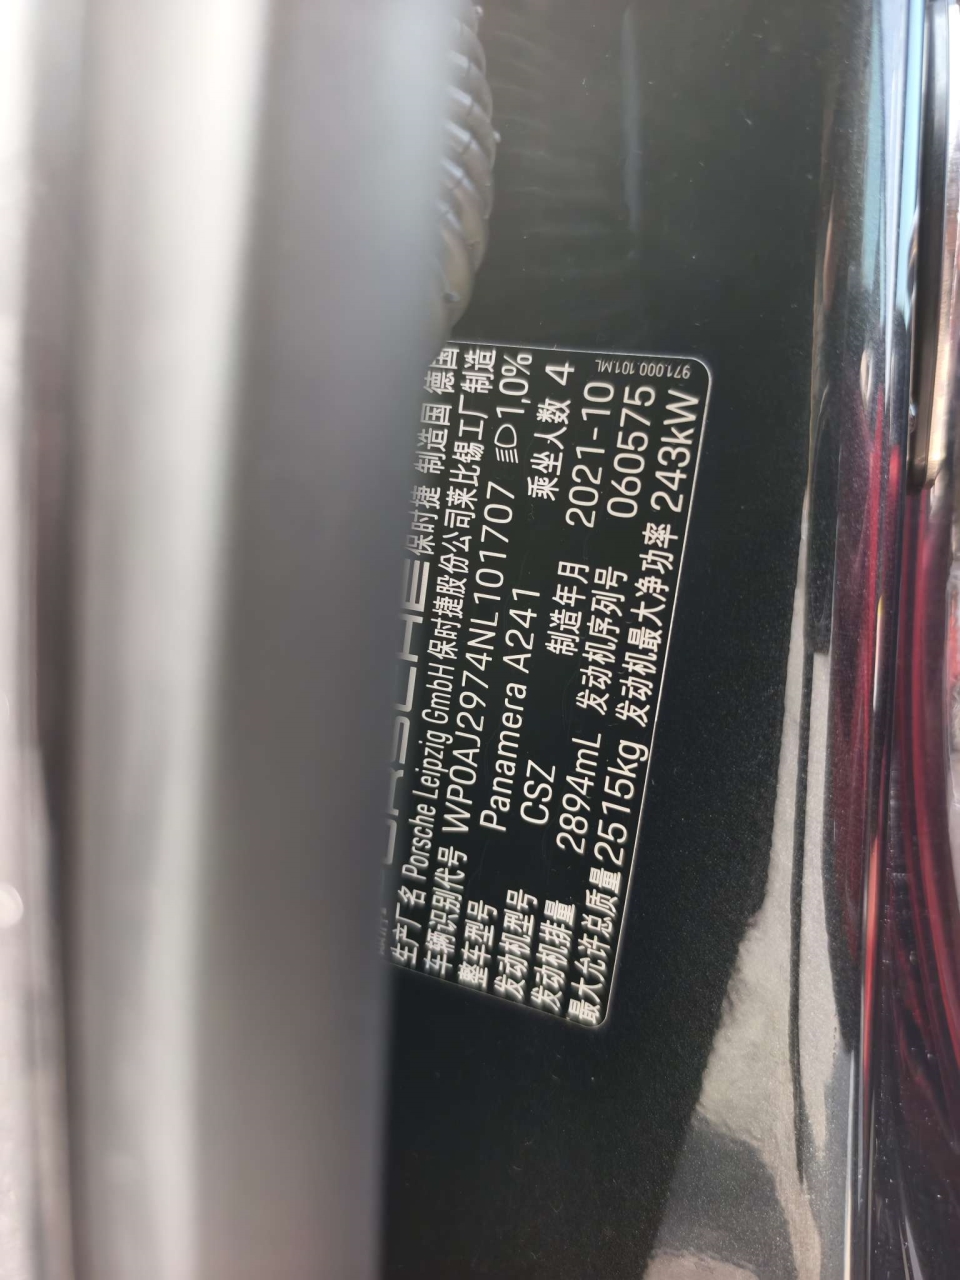 PORSCHE 保时捷 制造国 德国
生产厂名 Porsche Leipzig GmbH 保时捷股份公司莱比锡工厂制造
车辆识别代号 WP0AJ2974NL101707 1,0%
整车型号 Panamera A241 乘坐人数 4
发动机型号 CSZ 制造年月 2021-10
发动机排量 2894mL 发动机序列号 060575
最大允许总质量 2515kg 发动机最大净功率 243kW
971.000.101.ML